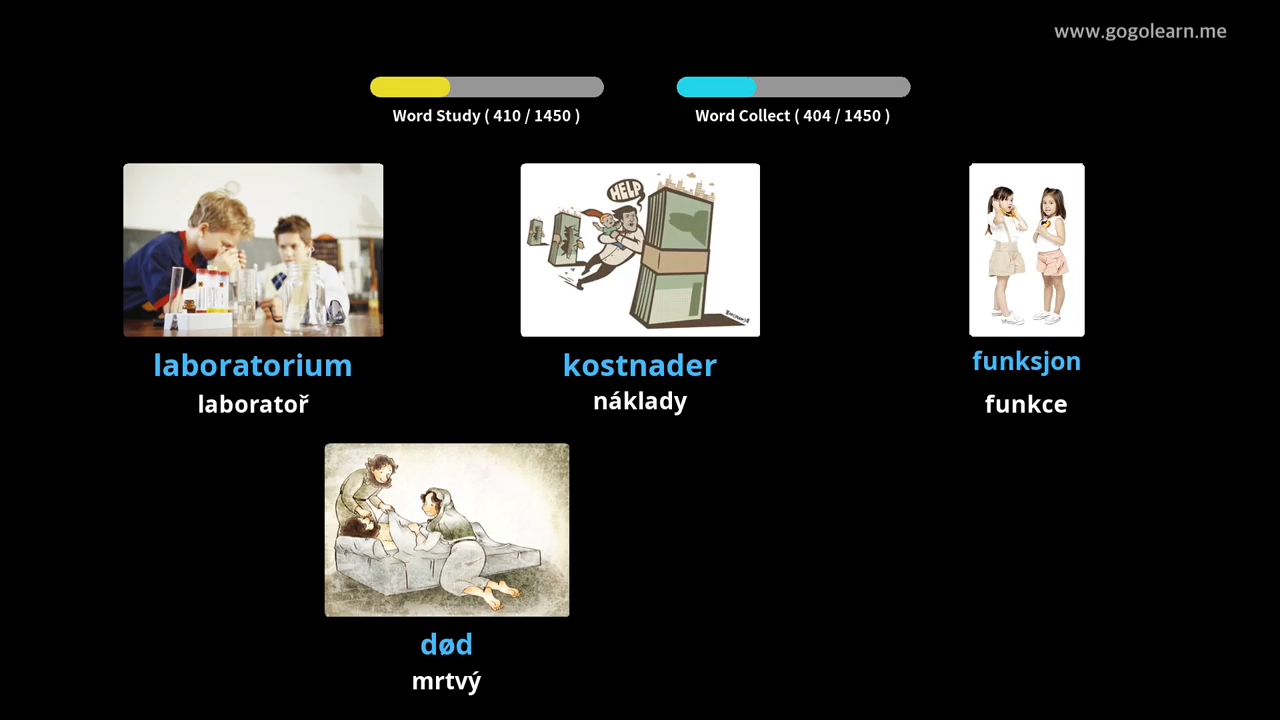 www.gogolearn.me
Word Study ( 410 / 1450 )
Word Collect ( 404 / 1450 )
HELP
laboratorium
kostnader
funksjon
laboratoř
náklady
funkce
død
mrtvý